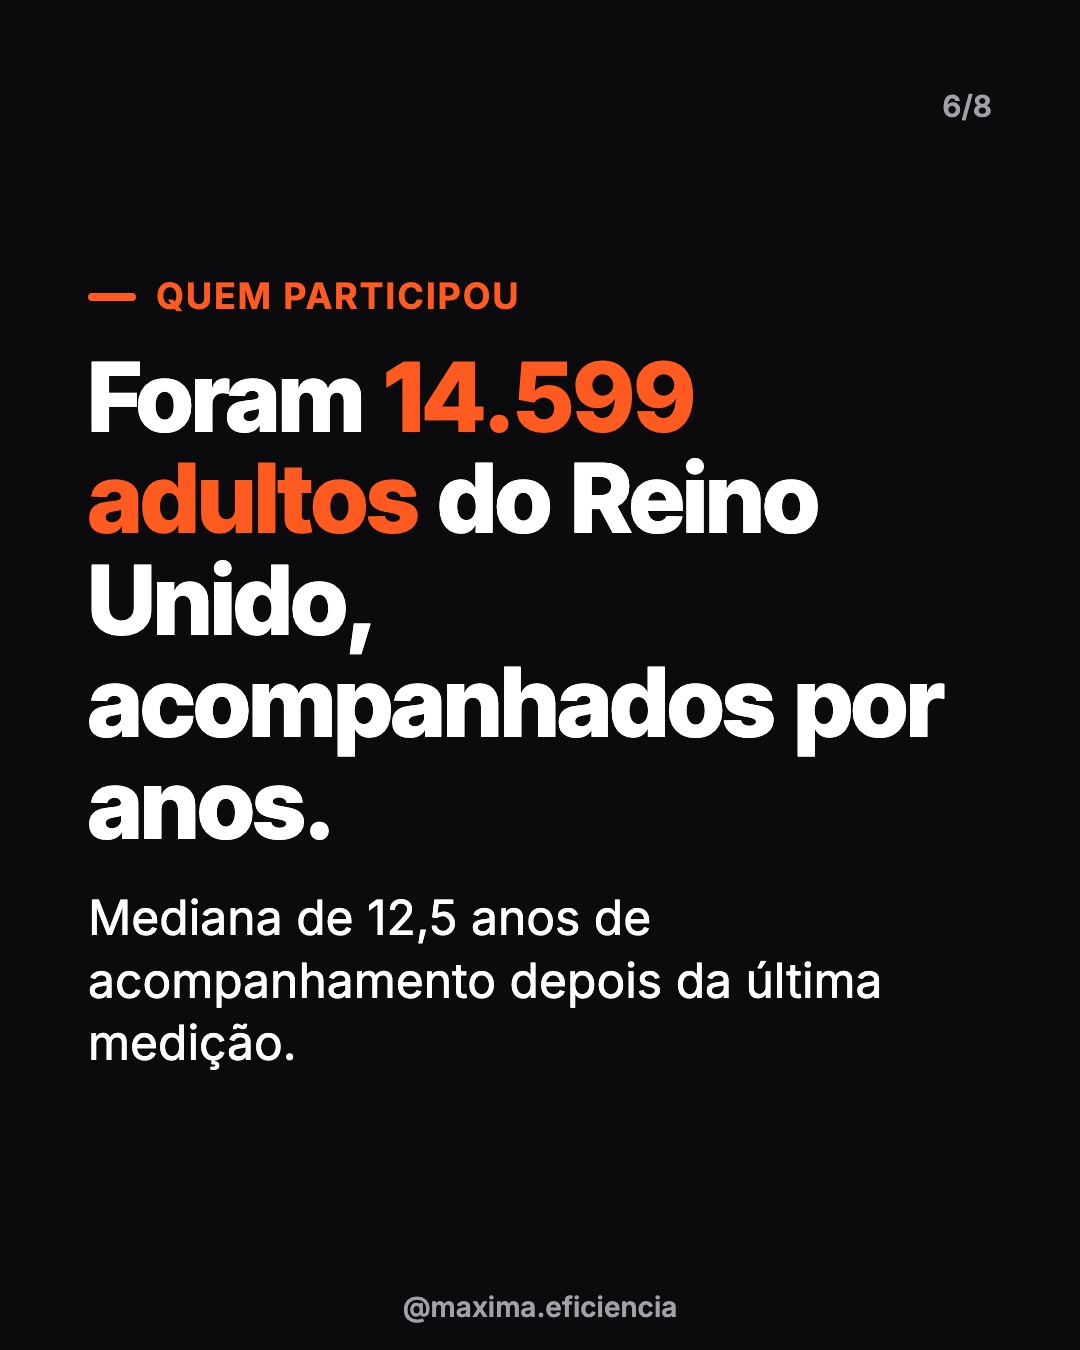 6/8
QUEM PARTICIPOU
Foram 14.599
adultos do Reino
Unido,
acompanhados por
anos.
Mediana de 12,5 anos de
acompanhamento depois da última
medição.
@maxima.eficiencia